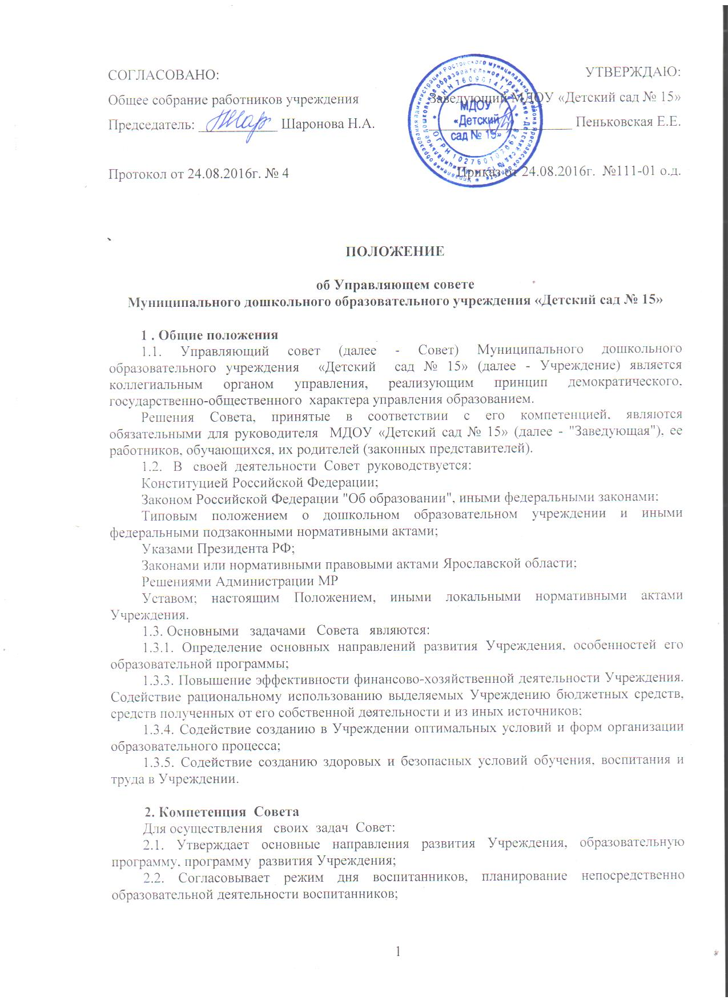 СОГЛАСОВАНО:
УТВЕРЖДАЮ:
Общее собрание работников учреждения
Заведующий МДОУ «Детский сад № 15»
Председатель: ____________ Шаронова Н.А.
____________________ Пеньковская Е.Е.
Протокол от 24.08.2016г. № 4
Приказ от 24.08.2016г. №111-01 о.д.
МДОУ
«Детский
сад № 15»
ПОЛОЖЕНИЕ
об Управляющем совете
Муниципального дошкольного образовательного учреждения «Детский сад № 15»
1 . Общие положения
1.1. Управляющий совет (далее - Совет) Муниципального дошкольного
образовательного учреждения «Детский сад № 15» (далее - Учреждение) является
коллегиальным органом управления, реализующим принцип демократического,
государственно-общественного характера управления образованием.
Решения Совета, принятые в соответствии с его компетенцией, являются
обязательными для руководителя МДОУ «Детский сад № 15» (далее - "Заведующая"), ее
работников, обучающихся, их родителей (законных представителей).
1.2. В своей деятельности Совет руководствуется:
Конституцией Российской Федерации;
Законом Российской Федерации "Об образовании", иными федеральными законами;
Типовым положением о дошкольном образовательном учреждении и иными
федеральными подзаконными нормативными актами;
Указами Президента РФ;
Законами или нормативными правовыми актами Ярославской области;
Решениями Администрации МР
Уставом; настоящим Положением, иными локальными нормативными актами
Учреждения.
1.3. Основными задачами Совета являются:
1.3.1. Определение основных направлений развития Учреждения, особенностей его
образовательной программы;
1.3.3. Повышение эффективности финансово-хозяйственной деятельности Учреждения.
Содействие рациональному использованию выделяемых Учреждению бюджетных средств,
средств полученных от его собственной деятельности и из иных источников;
1.3.4. Содействие созданию в Учреждении оптимальных условий и форм организации
образовательного процесса;
1.3.5. Содействие созданию здоровых и безопасных условий обучения, воспитания и
труда в Учреждении.
2. Компетенция Совета
Для осуществления своих задач Совет:
2.1. Утверждает основные направления развития Учреждения, образовательную
программу, программу развития Учреждения;
2.2. Согласовывает режим дня воспитанников, планирование непосредственно
образовательной деятельности воспитанников;
1